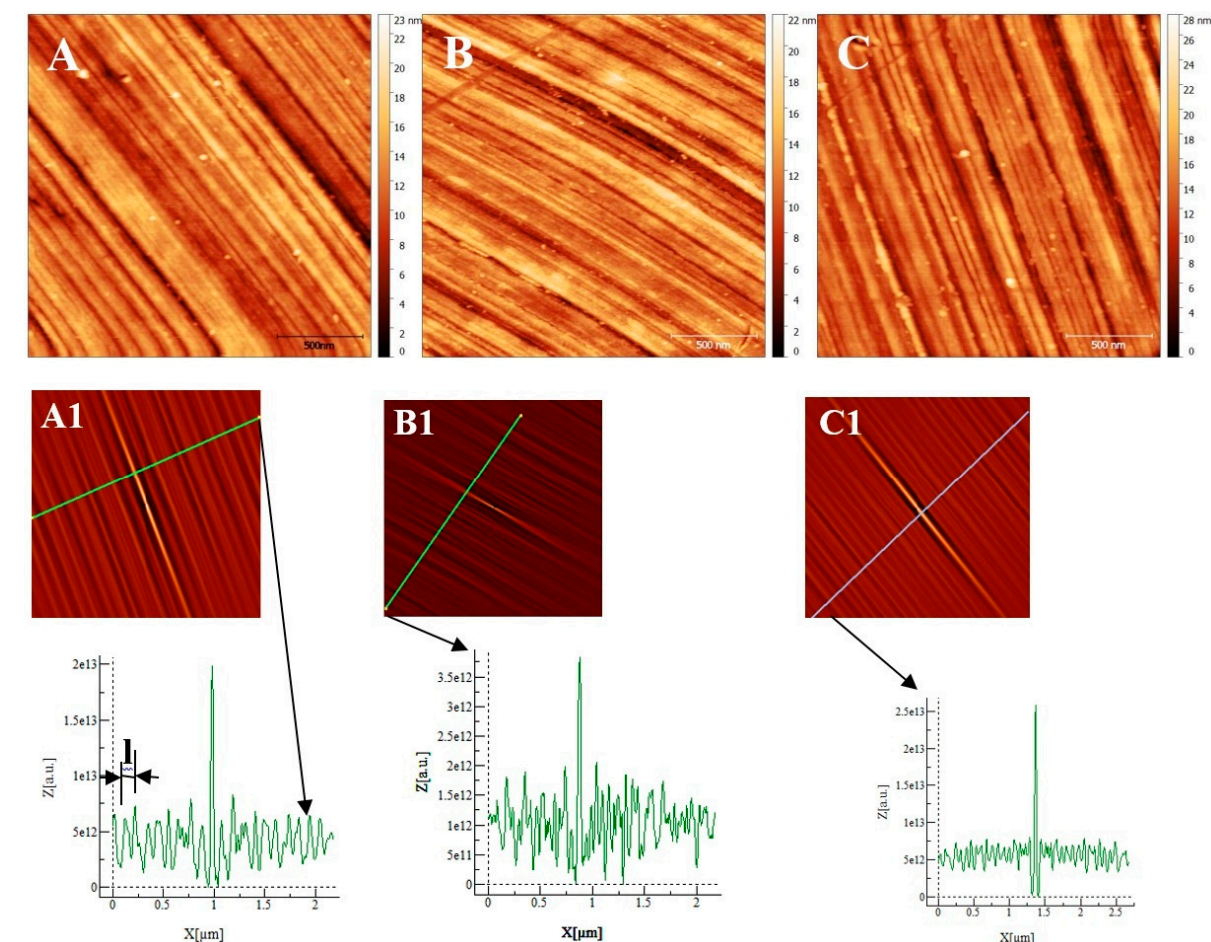 A
23 nm
20
18
16
14
12
10
8
6
4
2
0
500nm
B
22 nm
20
18
16
14
12
10
8
6
4
2
0
500 nm
C
28 nm
26
24
22
20
18
16
14
12
10
8
6
4
2
0
500 nm
A1
B1
C1
2e13
1.5e13
1e13
5e12
0
Z[a.u.]
l
0
0.5
1
1.5
2
X[µm]
3.5e12
3e12
2.5e12
2e12
1.5e12
1e12
5e11
0
Z[a.u.]
0
0.5
1
1.5
2
X[µm]
2.5e13
2e13
1.5e13
1e13
5e12
0
Z[a.u.]
0
0.5
1
1.5
2
2.5
X[µm]